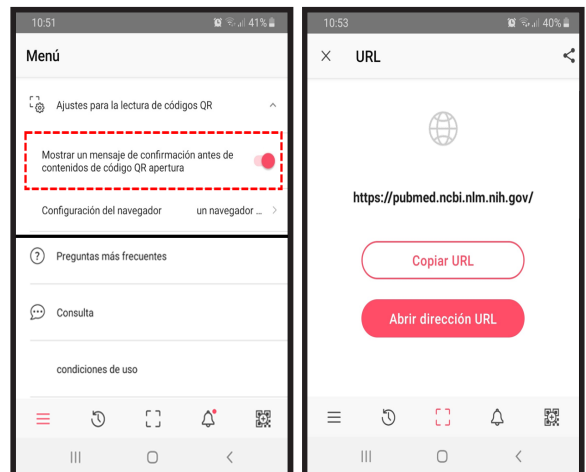 10:51
41%
Menú
Ajustes para la lectura de códigos QR
Mostrar un mensaje de confirmación antes de
contenidos de código QR apertura
Configuración del navegador un navegador ...
Preguntas más frecuentes
Consulta
condiciones de uso
10:53
40%
URL
https://pubmed.ncbi.nlm.nih.gov/
Copiar URL
Abrir dirección URL